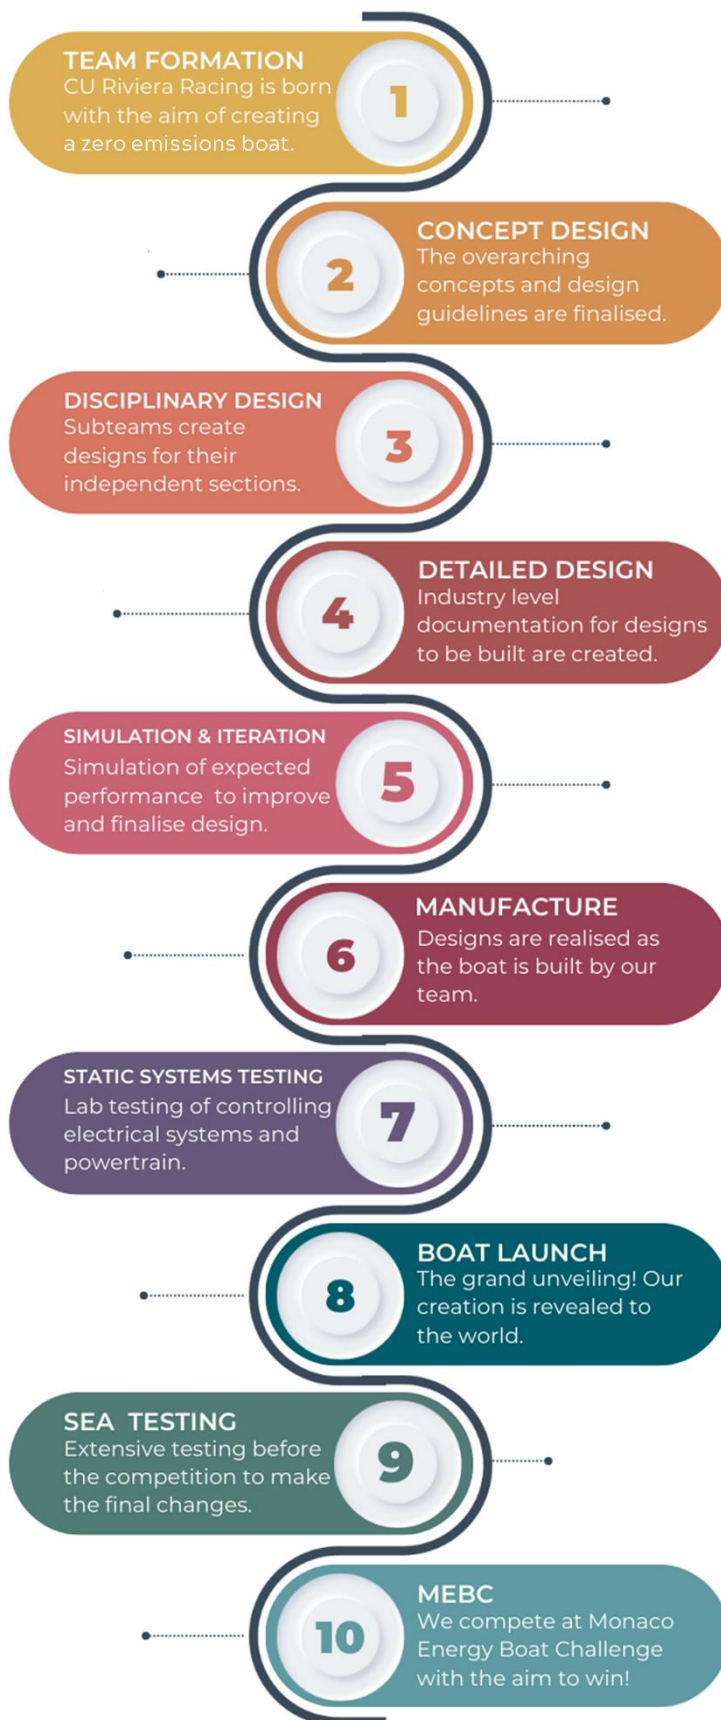 TEAM FORMATION
CU Riviera Racing is born
with the aim of creating
a zero emissions boat.
1
2
CONCEPT DESIGN
The overarching
concepts and design
guidelines are finalised.
DISCIPLINARY DESIGN
Subteams create
designs for their
independent sections.
3
4
DETAILED DESIGN
Industry level
documentation for designs
to be built are created.
SIMULATION & ITERATION
Simulation of expected
performance to improve
and finalise design.
5
6
MANUFACTURE
Designs are realised as
the boat is built by our
team.
STATIC SYSTEMS TESTING
Lab testing of controlling
electrical systems and
powertrain.
7
8
BOAT LAUNCH
The grand unveiling! Our
creation is revealed to
the world.
SEA TESTING
Extensive testing before
the competition to make
the final changes.
9
10
MEBC
We compete at Monaco
Energy Boat Challenge
with the aim to win!